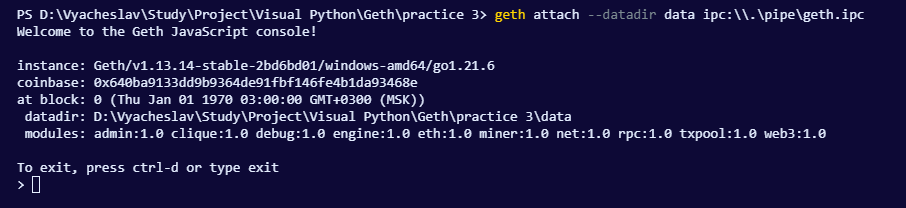 PS D:\Vyacheslav\Study\Project\Visual Python\Geth\practice 3> geth attach --datadir data ipc:\\.\pipe\geth.ipc
Welcome to the Geth JavaScript console!
instance: Geth/v1.13.14-stable-2bd6bd01/windows-amd64/go1.21.6
coinbase: 0x640ba9133dd9b9364de91fbf146fe4b1da93468e
at block: 0 (Thu Jan 01 1970 03:00:00 GMT+0300 (MSK))
 datadir: D:\Vyacheslav\Study\Project\Visual Python\Geth\practice 3\data
 modules: admin:1.0 clique:1.0 debug:1.0 engine:1.0 eth:1.0 miner:1.0 net:1.0 rpc:1.0 txpool:1.0 web3:1.0
To exit, press ctrl-d or type exit
>